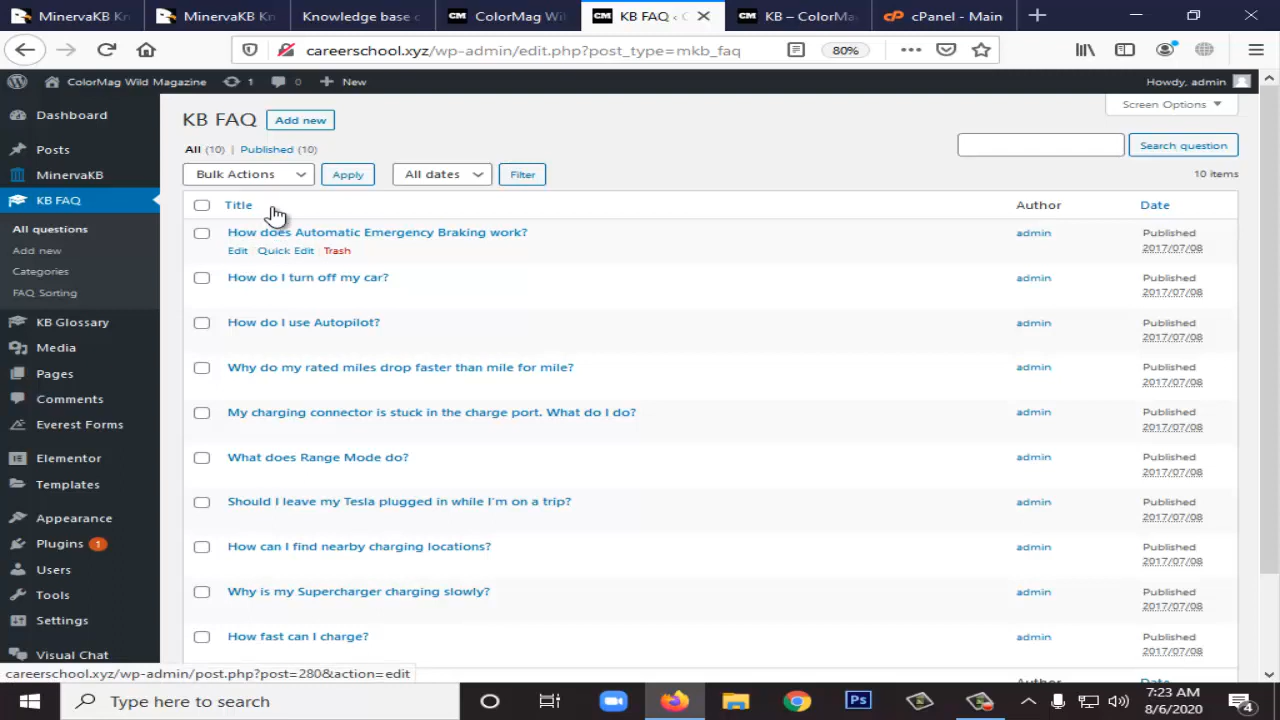 MinervaKB Kn
MinervaKB Kn
Knowledge base c
CM ColorMag Wil
CM KB FAQ ‹ C
CM KB – ColorMa
cP cPanel - Main
careerschool.xyz/wp-admin/edit.php?post_type=mkb_faq
80%
ColorMag Wild Magazine
1
0
New
Howdy, admin
Dashboard
Posts
MinervaKB
KB FAQ
All questions
Add new
Categories
FAQ Sorting
KB Glossary
Media
Pages
Comments
Everest Forms
Elementor
Templates
Appearance
Plugins 1
Users
Tools
Settings
Visual Chat
Screen Options
KB FAQ Add new
All (10) | Published (10)
Search question
Bulk Actions Apply All dates Filter
10 items
Title Author Date
How does Automatic Emergency Braking work? admin Published
Edit Quick Edit Trash 2017/07/08
How do I turn off my car? admin Published
2017/07/08
How do I use Autopilot? admin Published
2017/07/08
Why do my rated miles drop faster than mile for mile? admin Published
2017/07/08
My charging connector is stuck in the charge port. What do I do? admin Published
2017/07/08
What does Range Mode do? admin Published
2017/07/08
Should I leave my Tesla plugged in while I'm on a trip? admin Published
2017/07/08
How can I find nearby charging locations? admin Published
2017/07/08
Why is my Supercharger charging slowly? admin Published
2017/07/08
How fast can I charge? admin Published
2017/07/08
careerschool.xyz/wp-admin/post.php?post=280&action=edit
Type here to search
Ps
7:23 AM
8/6/2020
4